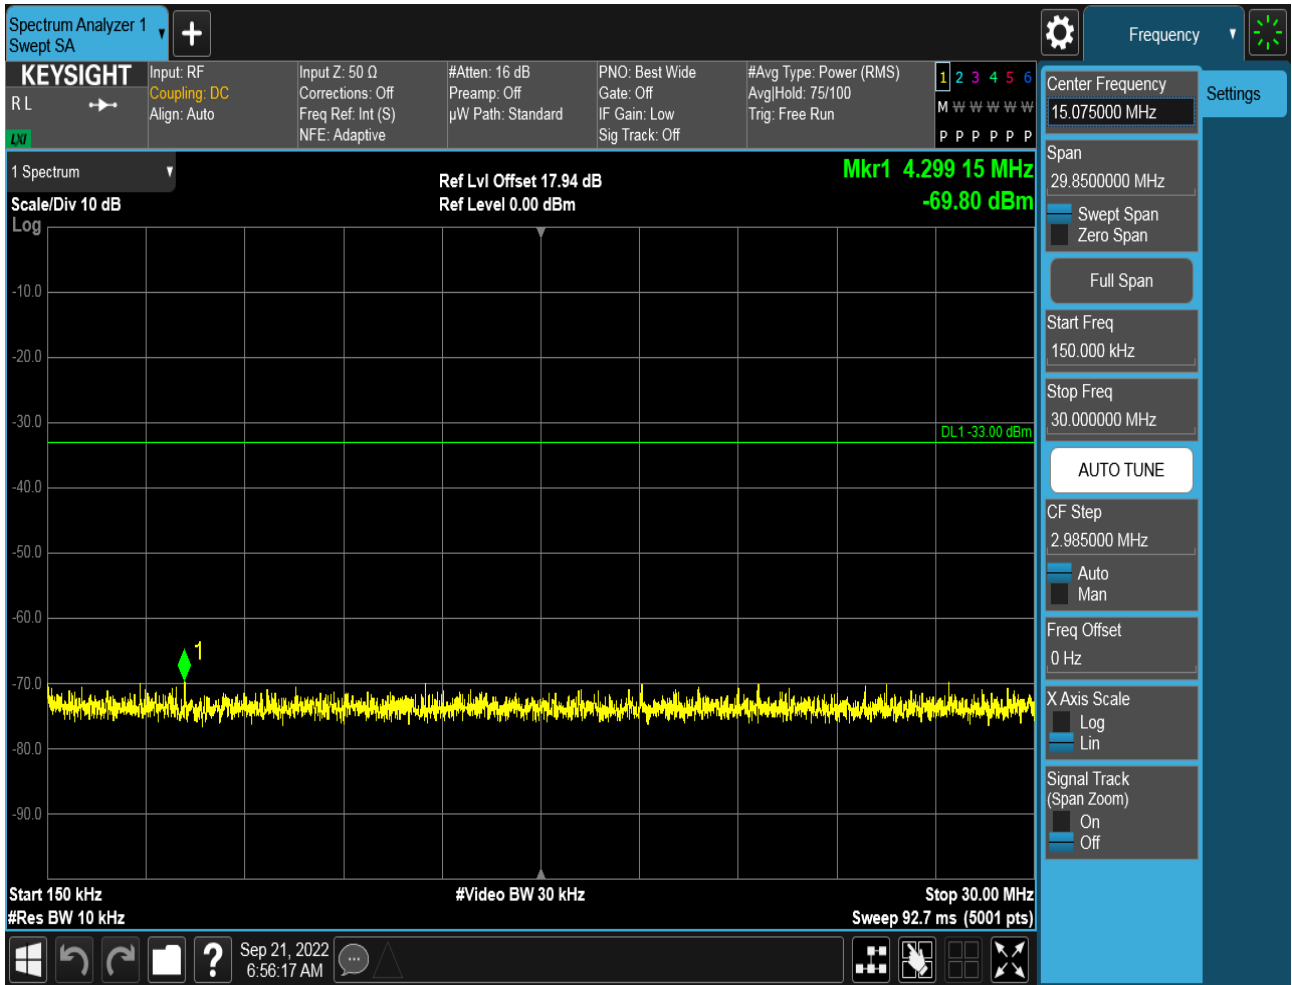 Spectrum Analyzer 1
Swept SA
Frequency
KEYSIGHT
R L
LXI
Input: RF
Coupling: DC
Align: Auto
Input Z: 50 Ω
Corrections: Off
Freq Ref: Int (S)
NFE: Adaptive
#Atten: 16 dB
Preamp: Off
µW Path: Standard
PNO: Best Wide
Gate: Off
IF Gain: Low
Sig Track: Off
#Avg Type: Power (RMS)
Avg|Hold: 75/100
Trig: Free Run
1 2 3 4 5 6
M W W W W W
P P P P P P
Center Frequency
15.075000 MHz
Settings
Span
29.8500000 MHz
Swept Span
Zero Span
Full Span
Start Freq
150.000 kHz
Stop Freq
30.000000 MHz
AUTO TUNE
CF Step
2.985000 MHz
Auto
Man
Freq Offset
0 Hz
X Axis Scale
Log
Lin
Signal Track
(Span Zoom)
On
Off
1 Spectrum
Scale/Div 10 dB
Log
Ref Lvl Offset 17.94 dB
Ref Level 0.00 dBm
Mkr1 4.299 15 MHz
-69.80 dBm
-10.0
-20.0
-30.0
DL1 -33.00 dBm
-40.0
-50.0
-60.0
1
-70.0
-80.0
-90.0
Start 150 kHz
#Video BW 30 kHz
Stop 30.00 MHz
#Res BW 10 kHz
Sweep 92.7 ms (5001 pts)
?
Sep 21, 2022
6:56:17 AM